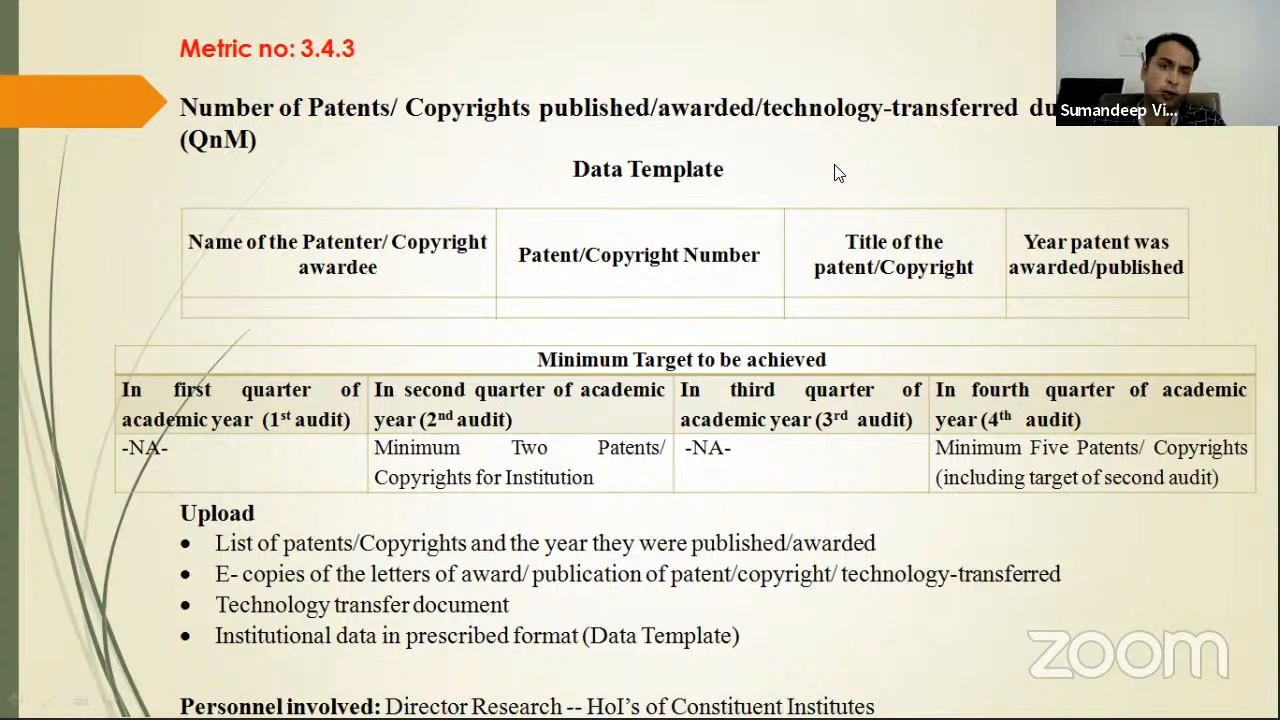 Metric no: 3.4.3
Sumandeep Vi...
Number of Patents/ Copyrights published/awarded/technology-transferred du
(QnM)
Data Template
Name of the Patenter/ Copyright awardee
Patent/Copyright Number
Title of the patent/Copyright
Year patent was awarded/published
Minimum Target to be achieved
In first quarter of academic year (1st audit)
In second quarter of academic year (2nd audit)
In third quarter of academic year (3rd audit)
In fourth quarter of academic year (4th audit)
-NA-
Minimum Two Patents/ Copyrights for Institution
-NA-
Minimum Five Patents/ Copyrights (including target of second audit)
Upload
• List of patents/Copyrights and the year they were published/awarded
• E- copies of the letters of award/ publication of patent/copyright/ technology-transferred
• Technology transfer document
• Institutional data in prescribed format (Data Template)
zoom
Personnel involved: Director Research -- HoI's of Constituent Institutes